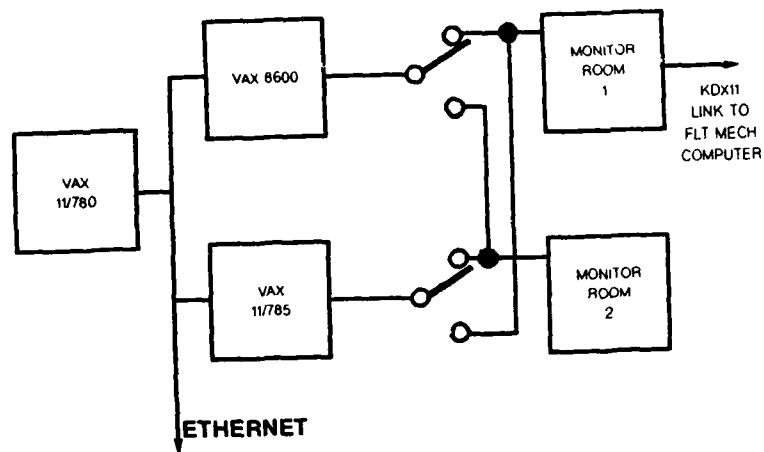 VAX 8600
MONITOR
ROOM
1
KDX11
LINK TO
FLT MECH
COMPUTER
VAX
11/780
VAX
11/785
MONITOR
ROOM
2
ETHERNET